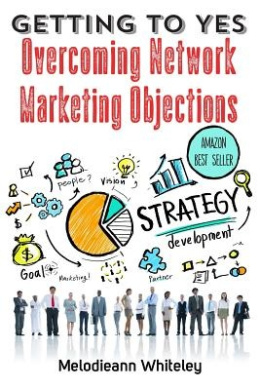 GETTING TO YES
Overcoming Network
Marketing Objections
AMAZON
BEST SELLER
people?
Vision
STRATEGY
development
Goal
Marketing!
Partner
Melodieann Whiteley